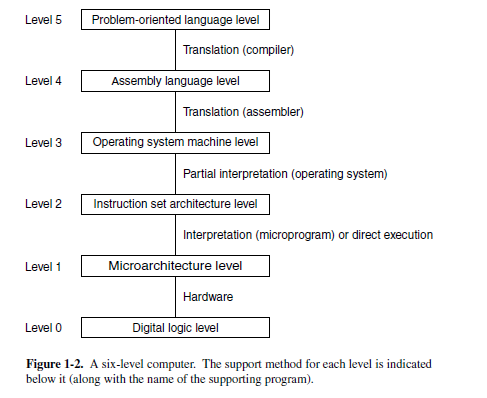 Level 5 Problem-oriented language level
Translation (compiler)
Level 4 Assembly language level
Translation (assembler)
Level 3 Operating system machine level
Partial interpretation (operating system)
Level 2 Instruction set architecture level
Interpretation (microprogram) or direct execution
Level 1 Microarchitecture level
Hardware
Level 0 Digital logic level
Figure 1-2. A six-level computer. The support method for each level is indicated
below it (along with the name of the supporting program).